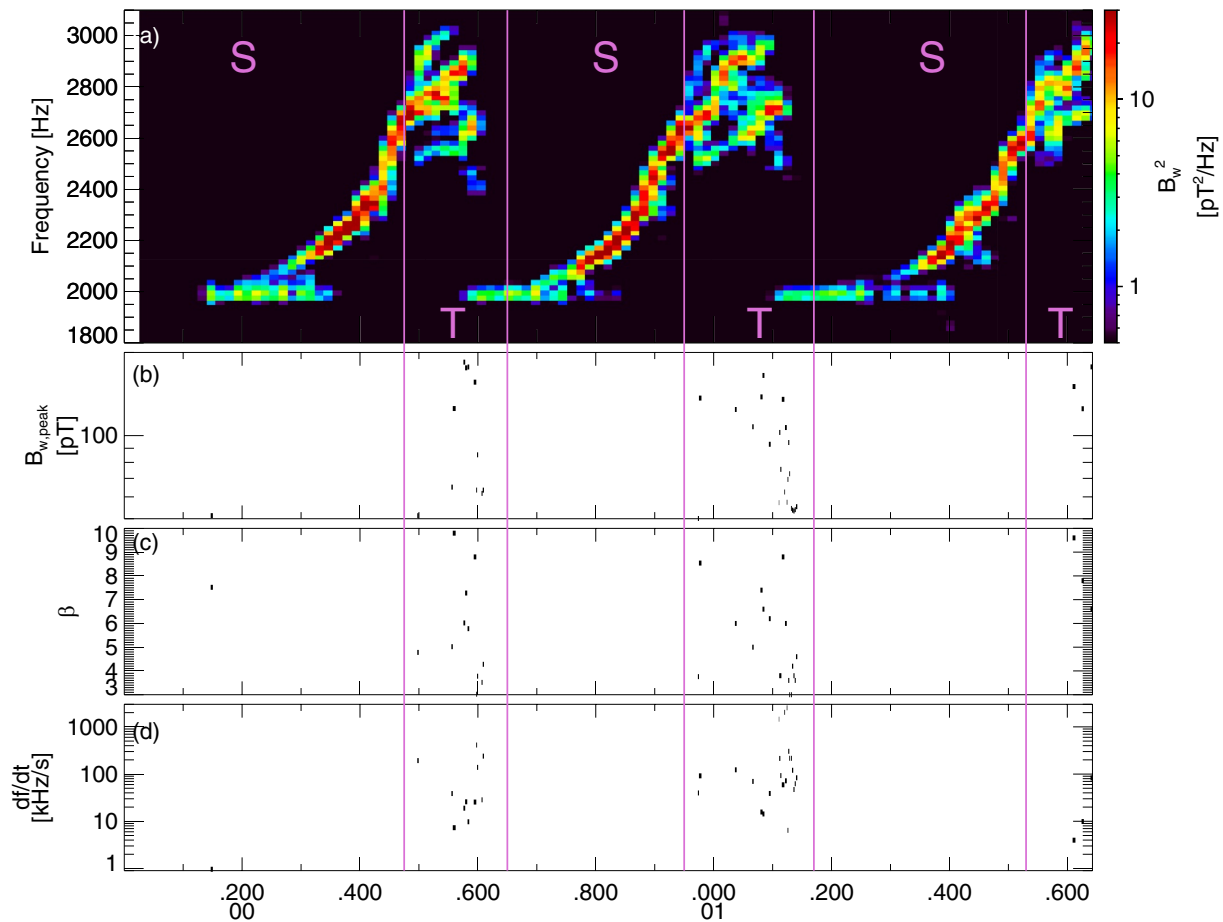 a)
S
S
S
T
T
T
3000
2800
2600
2400
2200
2000
1800
Frequency [Hz]
10
1
B_w^2
[pT^2/Hz]
(b)
100
B_w,peak
[pT]
(c)
10
9
8
7
6
5
4
3
β
(d)
1000
100
10
1
df/dt
[kHz/s]
.200 .400 .600 .800 .000 .200 .400 .600
00 01